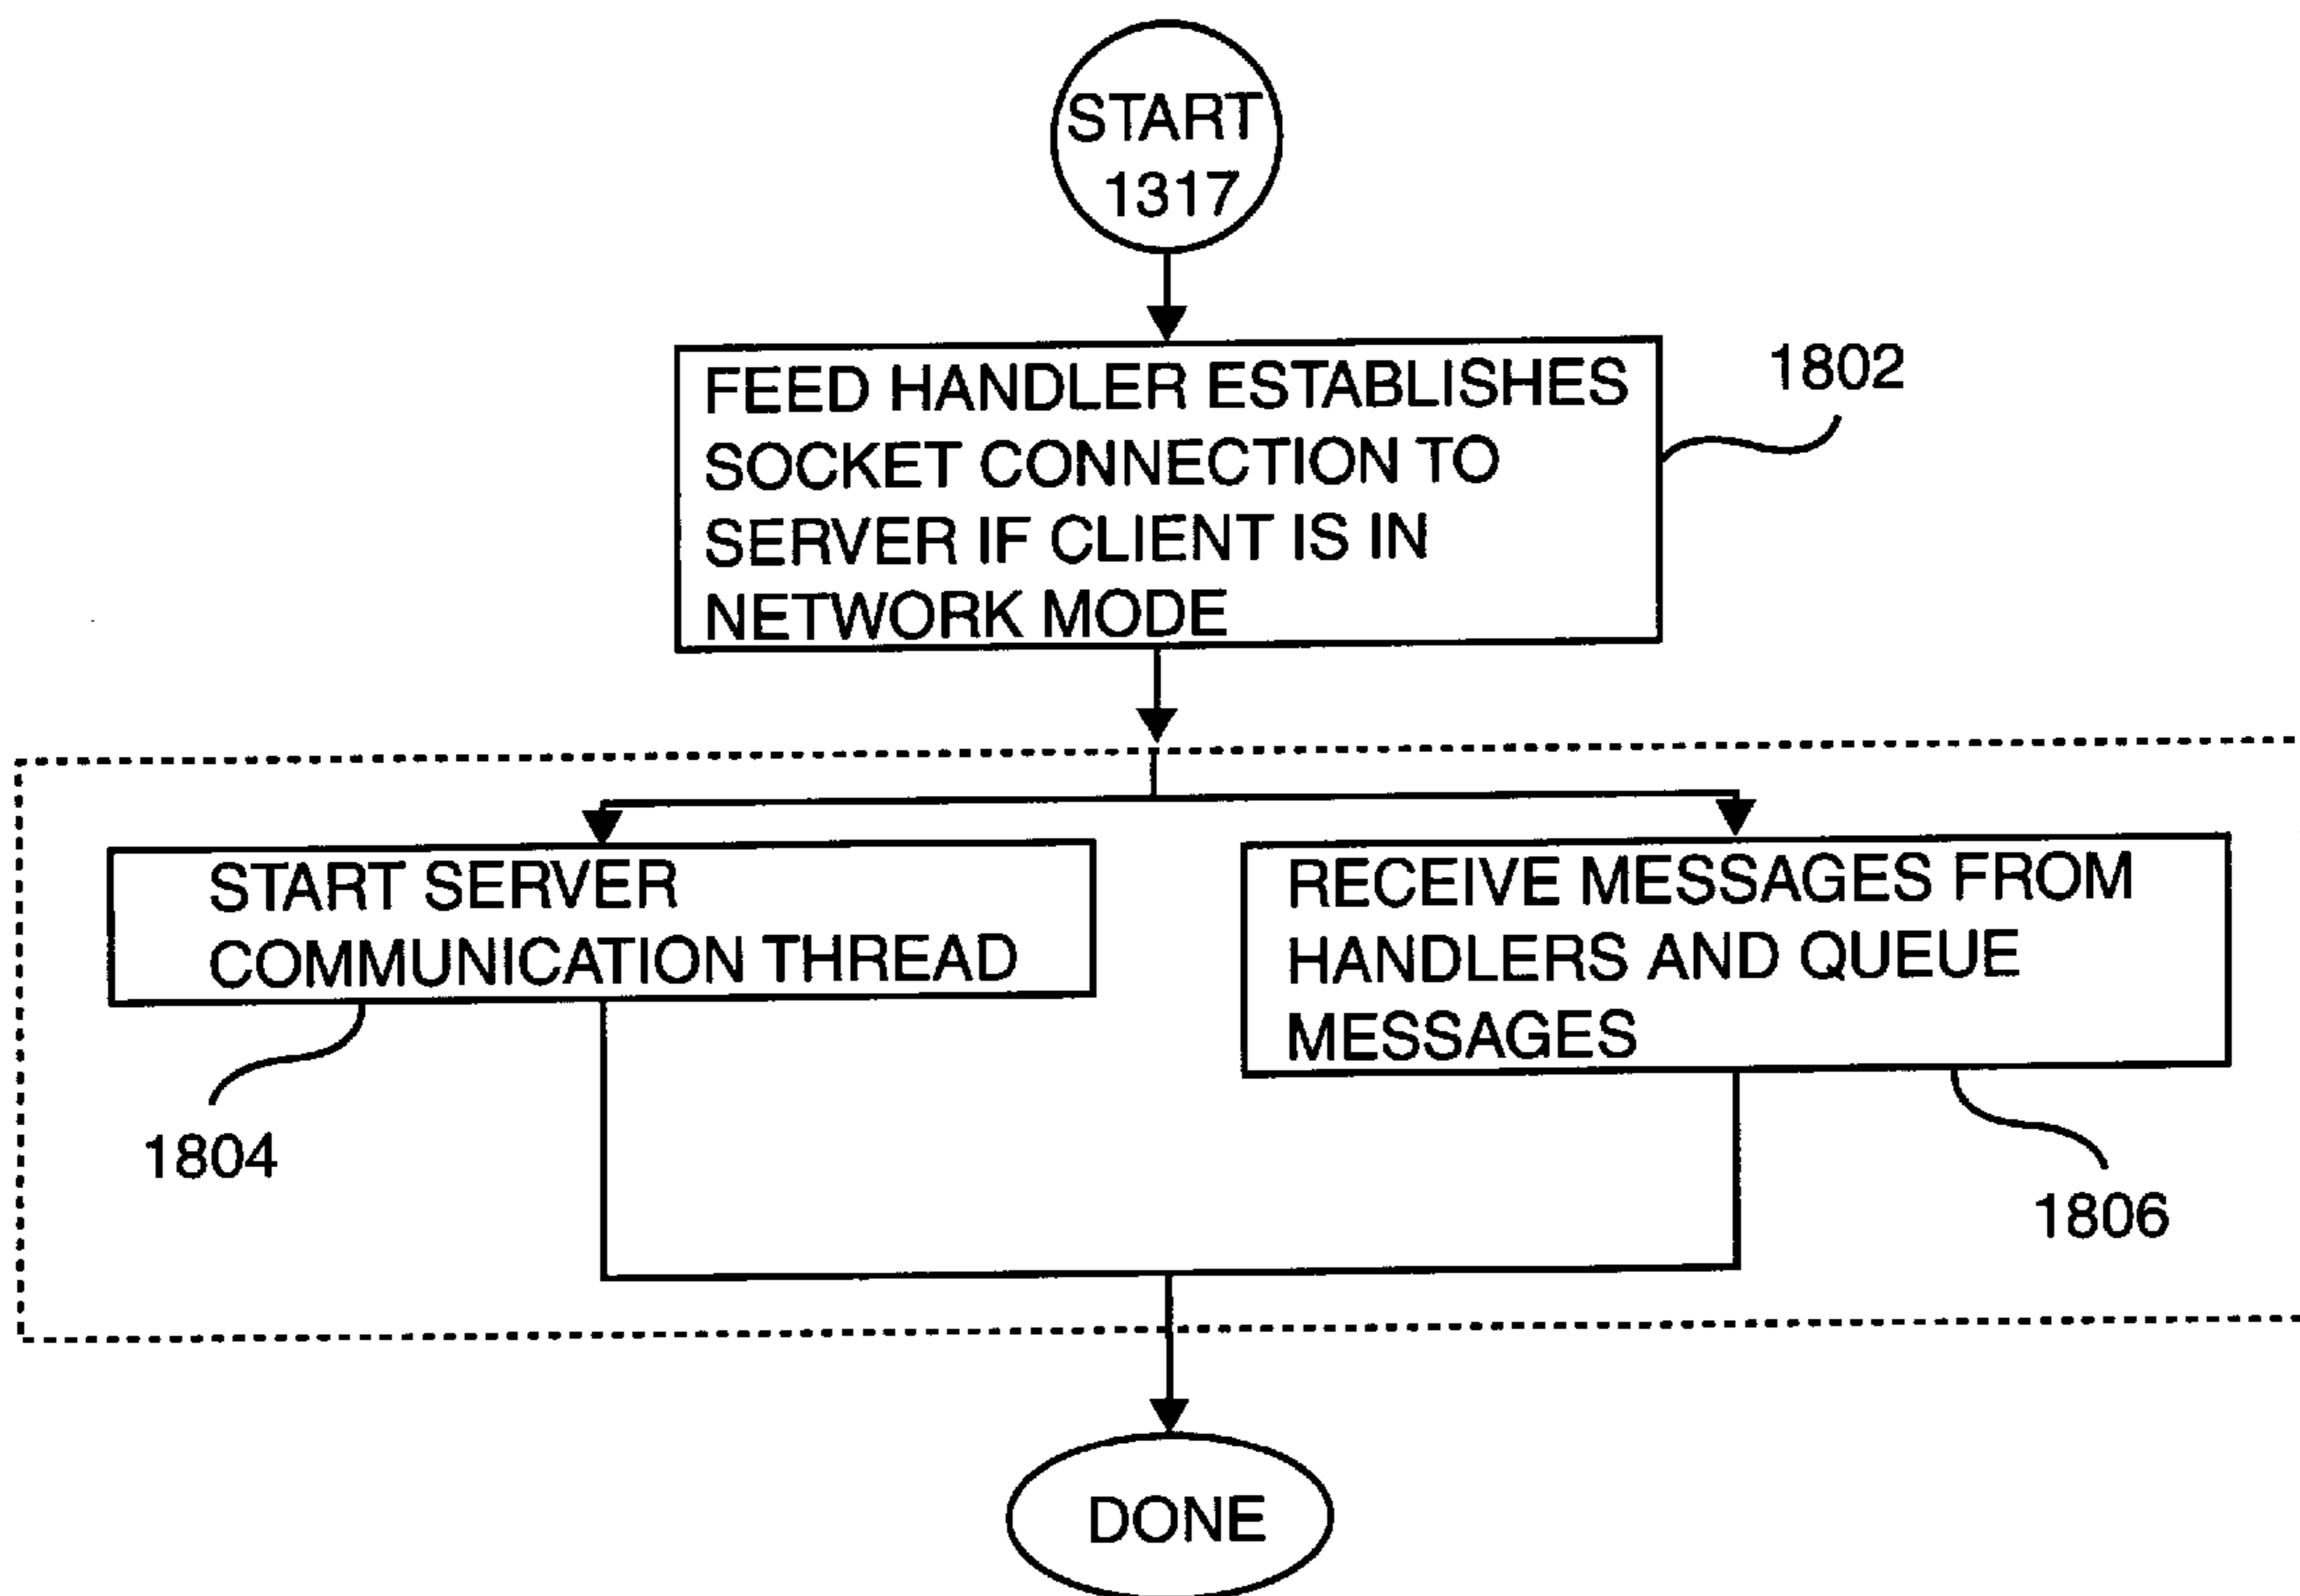 START
1317
FEED HANDLER ESTABLISHES
SOCKET CONNECTION TO
SERVER IF CLIENT IS IN
NETWORK MODE
1802
START SERVER
COMMUNICATION THREAD
1804
RECEIVE MESSAGES FROM
HANDLERS AND QUEUE
MESSAGES
1806
DONE